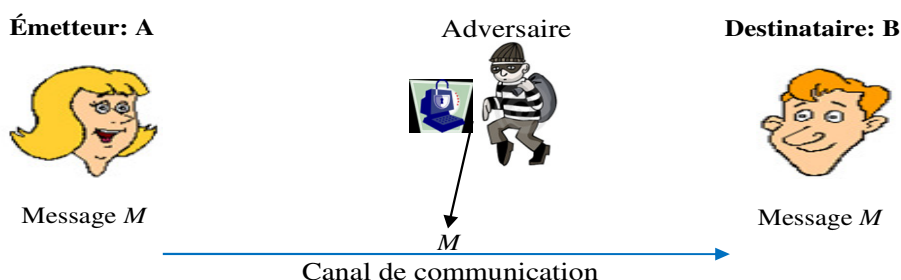 Émetteur: A
Adversaire
Destinataire: B
Message M
M
Message M
Canal de communication